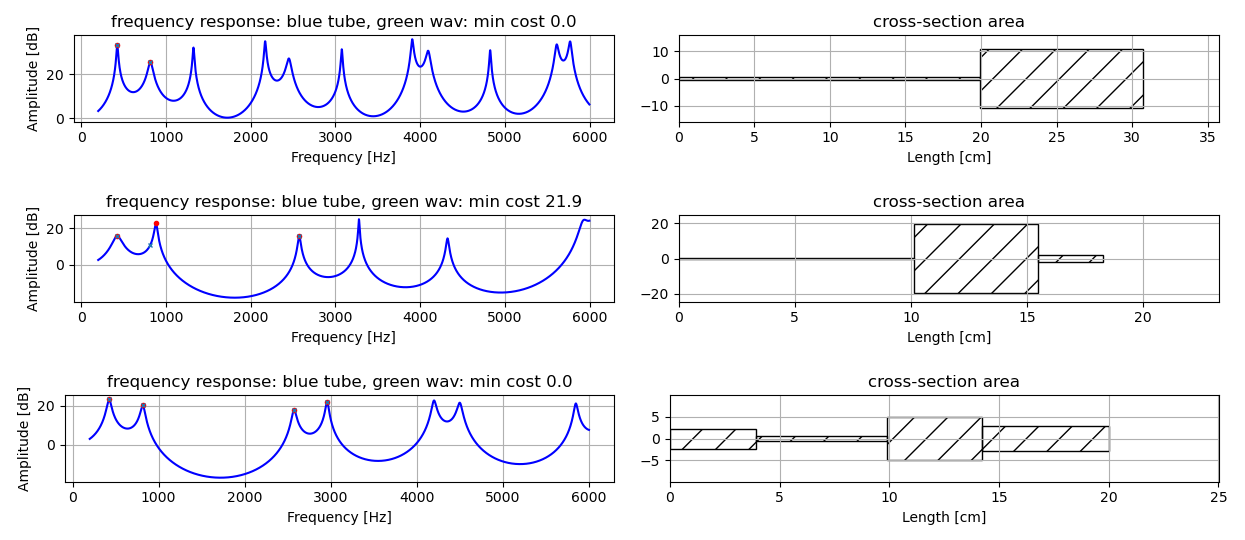 frequency response: blue tube, green wav: min cost 0.0
cross-section area
Amplitude [dB]
20
0
0 1000 2000 3000 4000 5000 6000
Frequency [Hz]
10
0
−10
0 5 10 15 20 25 30 35
Length [cm]
frequency response: blue tube, green wav: min cost 21.9
cross-section area
Amplitude [dB]
20
0
0 1000 2000 3000 4000 5000 6000
Frequency [Hz]
20
0
−20
0 5 10 15 20
Length [cm]
frequency response: blue tube, green wav: min cost 0.0
cross-section area
Amplitude [dB]
20
0
0 1000 2000 3000 4000 5000 6000
Frequency [Hz]
5
0
−5
0 5 10 15 20 25
Length [cm]